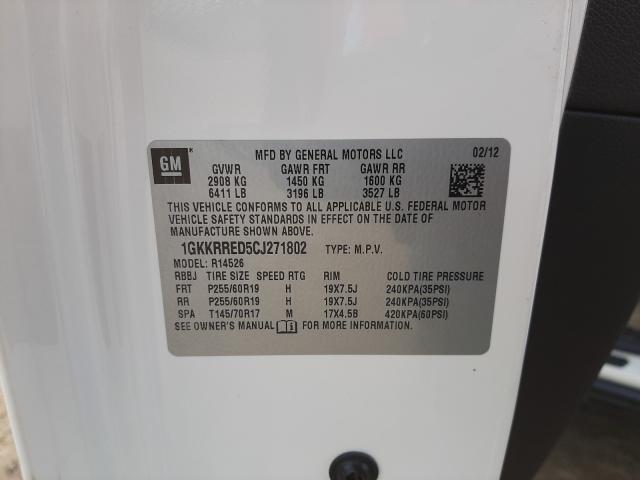 GM
MFD BY GENERAL MOTORS LLC 02/12
GVWR GAWR FRT GAWR RR
2908 KG 1450 KG 1600 KG
6411 LB 3196 LB 3527 LB
THIS VEHICLE CONFORMS TO ALL APPLICABLE U.S. FEDERAL MOTOR
VEHICLE SAFETY STANDARDS IN EFFECT ON THE DATE OF
MANUFACTURE SHOWN ABOVE.
1GKKRRED5CJ271802 TYPE: M.P.V.
MODEL: R14526
RBBJ TIRE SIZE SPEED RTG RIM COLD TIRE PRESSURE
FRT P255/60R19 H 19X7.5J 240KPA(35PSI)
RR P255/60R19 H 19X7.5J 240KPA(35PSI)
SPA T145/70R17 M 17X4.5B 420KPA(60PSI)
SEE OWNER'S MANUAL FOR MORE INFORMATION.